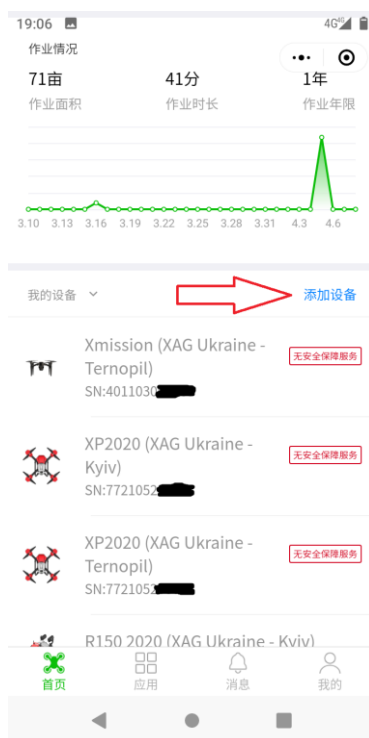 19:06
4G 4G
作业情况
71亩
41分
1年
作业面积
作业时长
作业年限
3.10 3.13 3.16 3.19 3.22 3.25 3.28 3.31 4.3 4.6
我的设备
添加设备
Xmission (XAG Ukraine -
Ternopil)
无安全保障服务
SN:4011030
XP2020 (XAG Ukraine -
Kyiv)
无安全保障服务
SN:7721052
XP2020 (XAG Ukraine -
Ternopil)
无安全保障服务
SN:7721052
R150 2020 (XAG Ukraine - Kyiv)
首页
应用
消息
我的